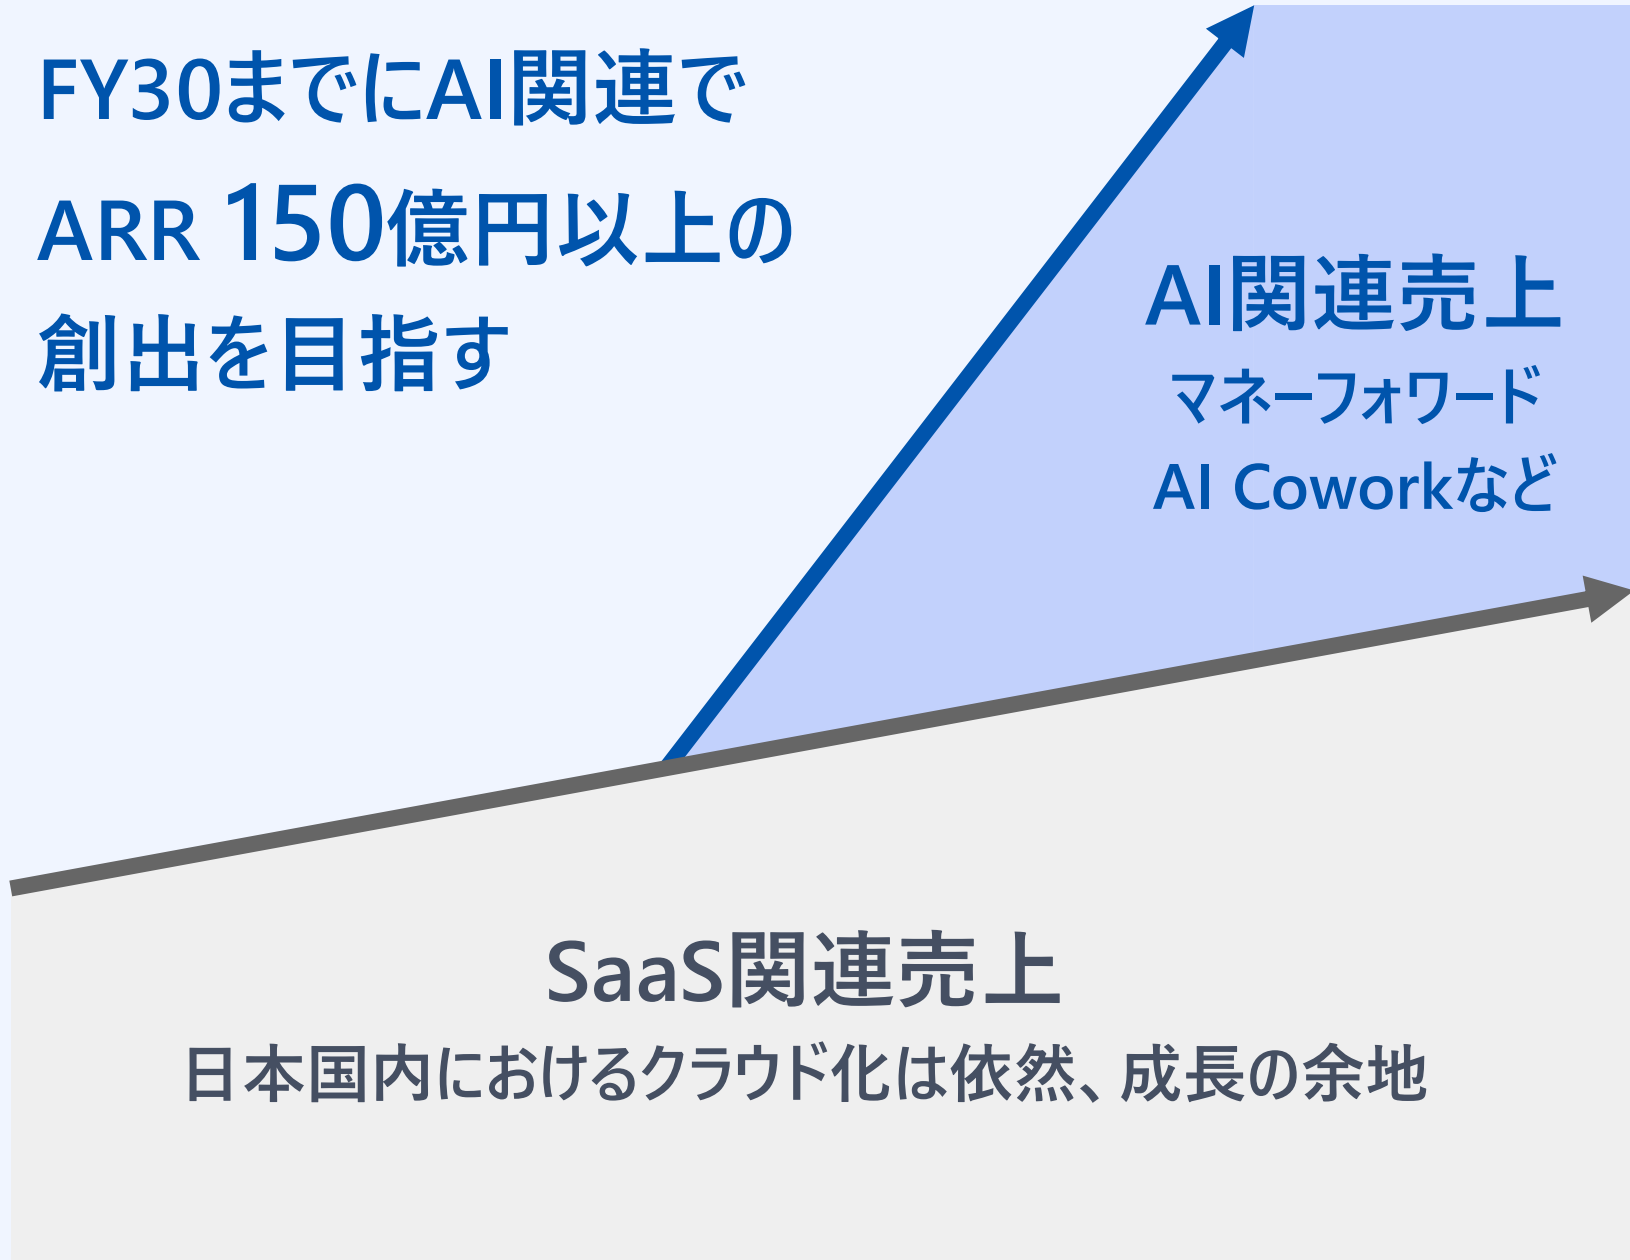 FY30までにAI関連で
ARR 150億円以上の
創出を目指す
AI関連売上
マネーフォワード
AI Coworkなど
SaaS関連売上
日本国内におけるクラウド化は依然、成長の余地